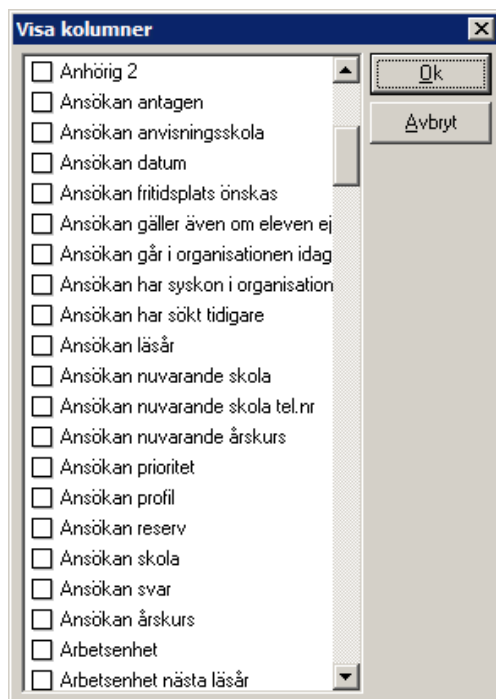 Visa kolumner
Anhörig 2
Ansökan antagen
Ansökan anvisningsskola
Ansökan datum
Ansökan fritidsplats önskas
Ansökan gäller även om eleven ej
Ansökan går i organisationen idag
Ansökan har syskon i organisation
Ansökan har sökt tidigare
Ansökan läsår
Ansökan nuvarande skola
Ansökan nuvarande skola tel.nr
Ansökan nuvarande årskurs
Ansökan prioritet
Ansökan profil
Ansökan reserv
Ansökan skola
Ansökan svar
Ansökan årskurs
Arbetsenhet
Arbetsenhet nästa läsår
Ok
Avbryt